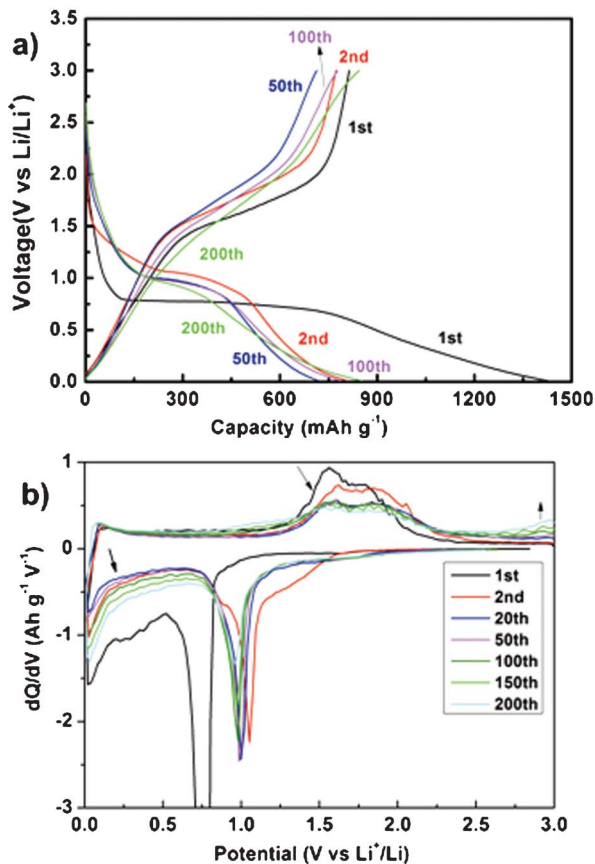 a)
100th
2nd
50th
1st
200th
200th
50th
2nd
100th
1st
Voltage(V vs Li/Li⁺)
4.0
3.5
3.0
2.5
2.0
1.5
1.0
0.5
0.0
0 300 600 900 1200 1500
Capacity (mAh g⁻¹)
b)
dQ/dV (Ah g⁻¹ V⁻¹)
1
0
-1
-2
-3
1st
2nd
20th
50th
100th
150th
200th
0.0 0.5 1.0 1.5 2.0 2.5 3.0
Potential (V vs Li⁺/Li)